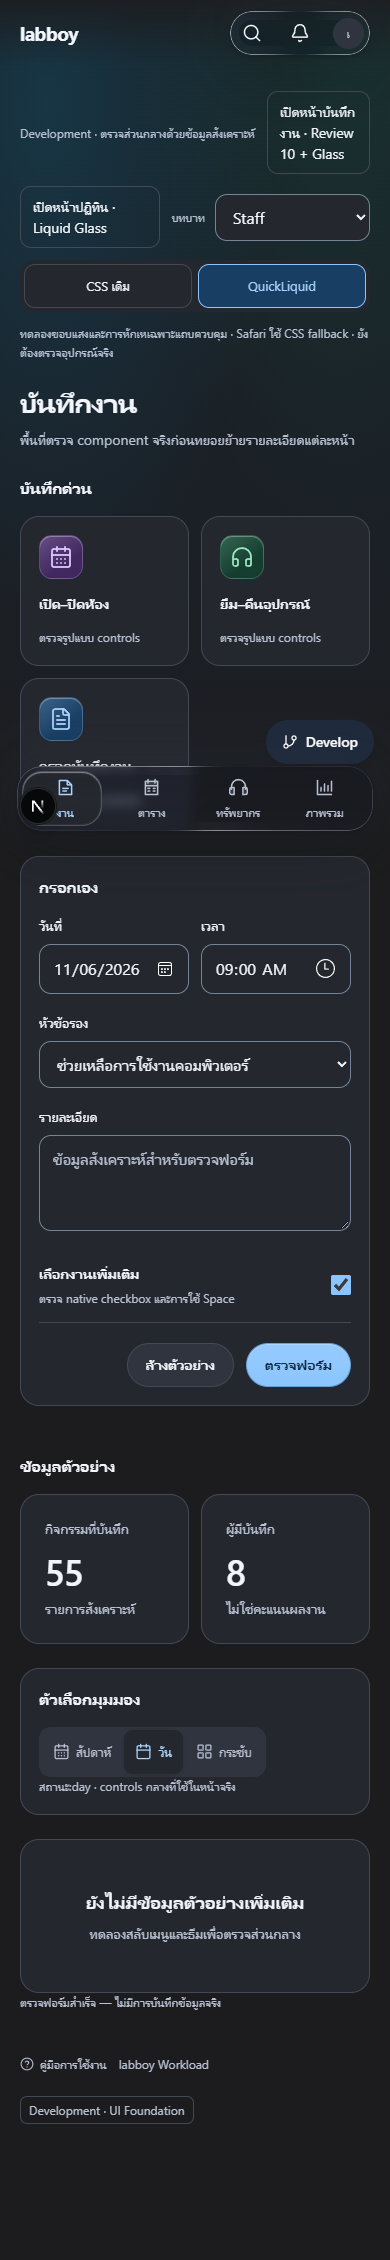 labboy
Development · ตรวจส่วนกลางด้วยข้อมูลสังเคราะห์
เปิดหน้าบันทึก
งาน · Review
10 + Glass
เปิดหน้าปฏิทิน ·
Liquid Glass
บทบาท
Staff
CSS เดิม
QuickLiquid
ทดลองขอบแสงและการหักเหเฉพาะแถบควบคุม · Safari ใช้ CSS fallback · ยัง
ต้องตรวจอุปกรณ์จริง
บันทึกงาน
พื้นที่ตรวจ component จริงก่อนทยอยย้ายรายละเอียดแต่ละหน้า
บันทึกด่วน
เปิด–ปิดห้อง
ตรวจรูปแบบ controls
ยืม–คืนอุปกรณ์
ตรวจรูปแบบ controls
Develop
N
งาน
ตาราง
ทรัพยากร
ภาพรวม
กรอกเอง
วันที่
เวลา
11/06/2026
09:00 AM
หัวข้อรอง
ช่วยเหลือการใช้งานคอมพิวเตอร์
รายละเอียด
ข้อมูลสังเคราะห์สำหรับตรวจฟอร์ม
เลือกงานเพิ่มเติม
ตรวจ native checkbox และการใช้ Space
ล้างตัวอย่าง
ตรวจฟอร์ม
ข้อมูลตัวอย่าง
กิจกรรมที่บันทึก
55
รายการสังเคราะห์
ผู้มีบันทึก
8
ไม่ใช่คะแนนผลงาน
ตัวเลือกมุมมอง
สัปดาห์
วัน
กระชับ
สถานะ:day · controls กลางที่ใช้ในหน้าจริง
ยังไม่มีข้อมูลตัวอย่างเพิ่มเติม
ทดลองสลับเมนูและธีมเพื่อตรวจส่วนกลาง
ตรวจฟอร์มสำเร็จ — ไม่มีการบันทึกข้อมูลจริง
คู่มือการใช้งาน
labboy Workload
Development · UI Foundation